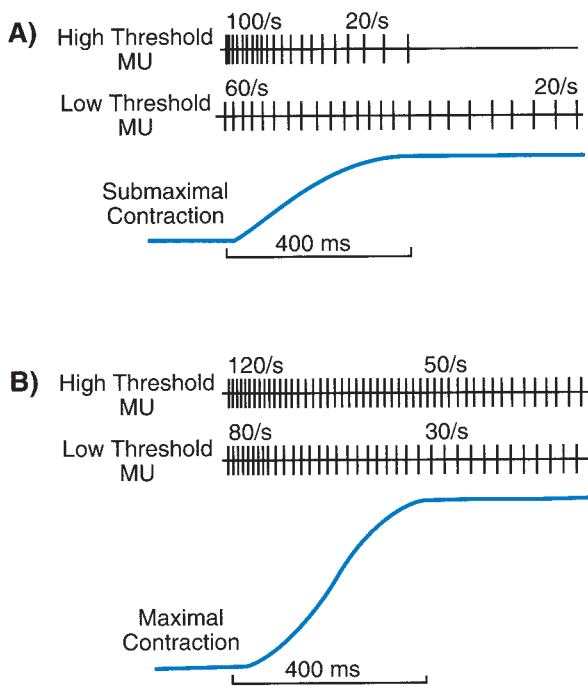 A)
100/s 20/s
High Threshold
MU
60/s 20/s
Low Threshold
MU
Submaximal
Contraction
400 ms
B)
120/s 50/s
High Threshold
MU
80/s 30/s
Low Threshold
MU
Maximal
Contraction
400 ms